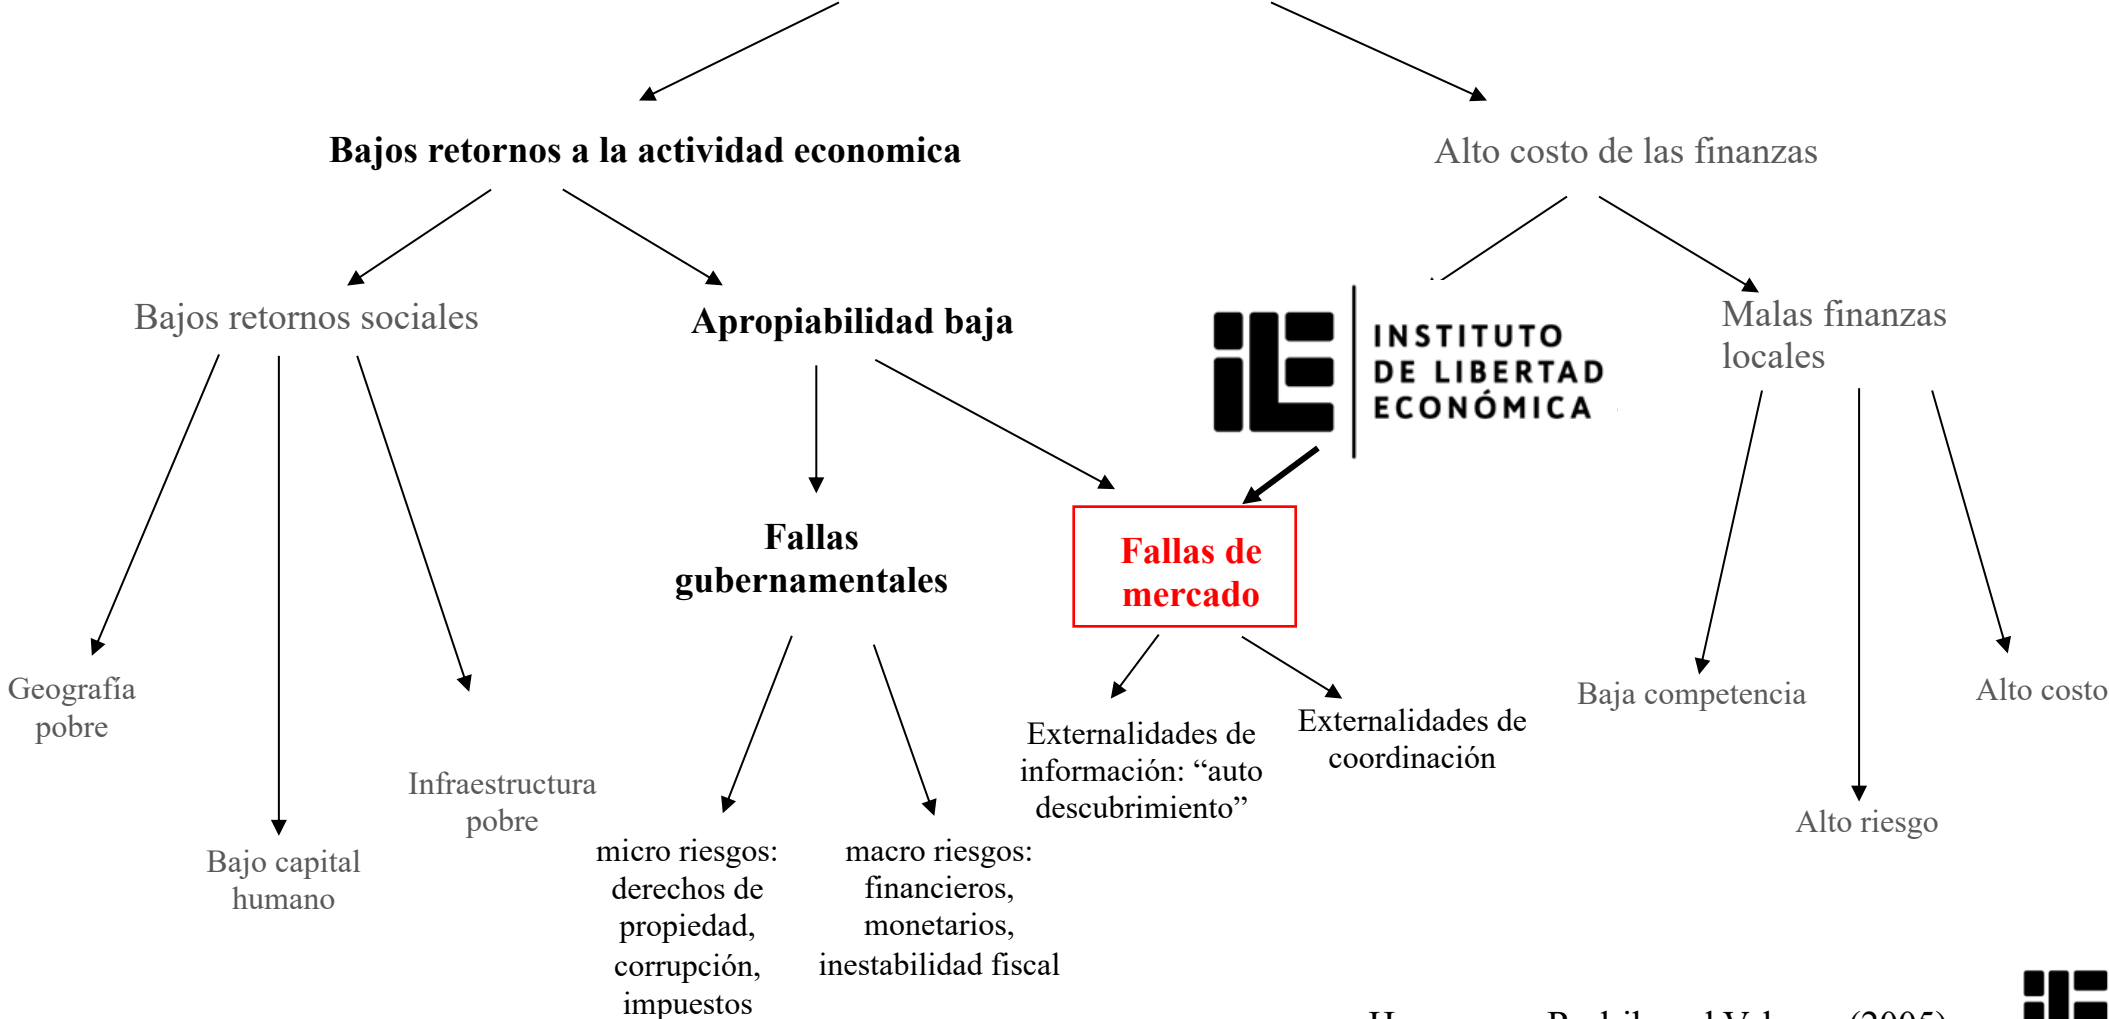 Bajos retornos a la actividad economica
Alto costo de las finanzas
Bajos retornos sociales
Apropiabilidad baja
INSTITUTO
DE LIBERTAD
ECONÓMICA
Malas finanzas
locales
Fallas
gubernamentales
Fallas de
mercado
Geografía
pobre
Bajo capital
humano
Infraestructura
pobre
micro riesgos:
derechos de
propiedad,
corrupción,
impuestos
macro riesgos:
financieros,
monetarios,
inestabilidad fiscal
Externalidades de
información: “auto
descubrimiento”
Externalidades de
coordinación
Baja competencia
Alto riesgo
Alto costo
(2005)